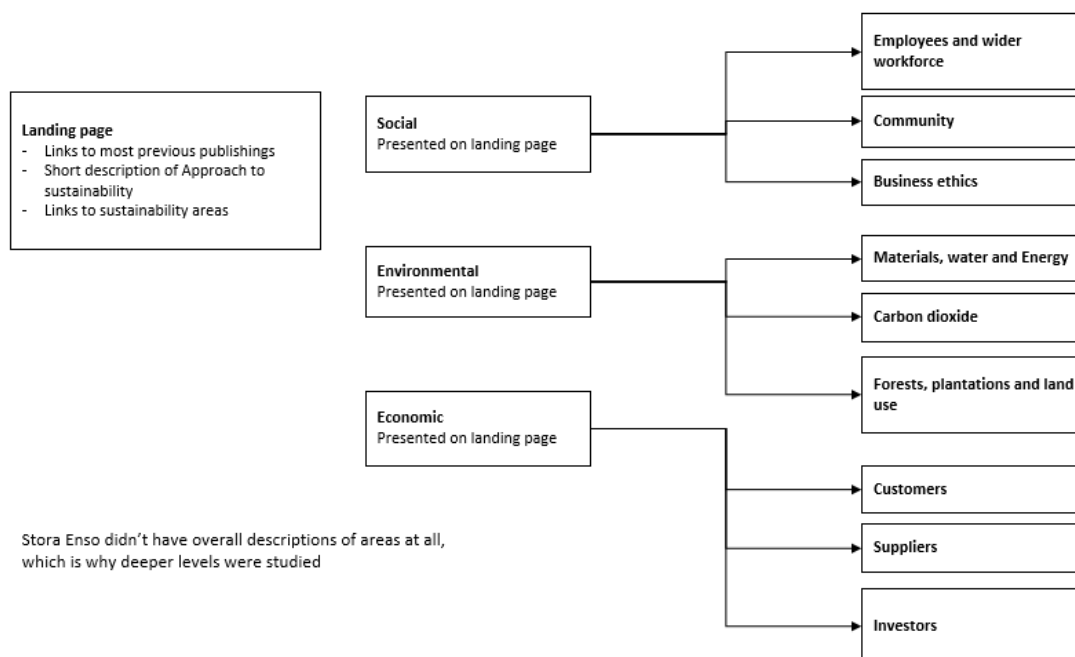 Landing page
- Links to most previous publishings
- Short description of Approach to
sustainability
- Links to sustainability areas
Social
Presented on landing page
Employees and wider
workforce
Community
Business ethics
Environmental
Presented on landing page
Materials, water and Energy
Carbon dioxide
Forests, plantations and land
use
Economic
Presented on landing page
Customers
Suppliers
Investors
Stora Enso didn’t have overall descriptions of areas at all,
which is why deeper levels were studied